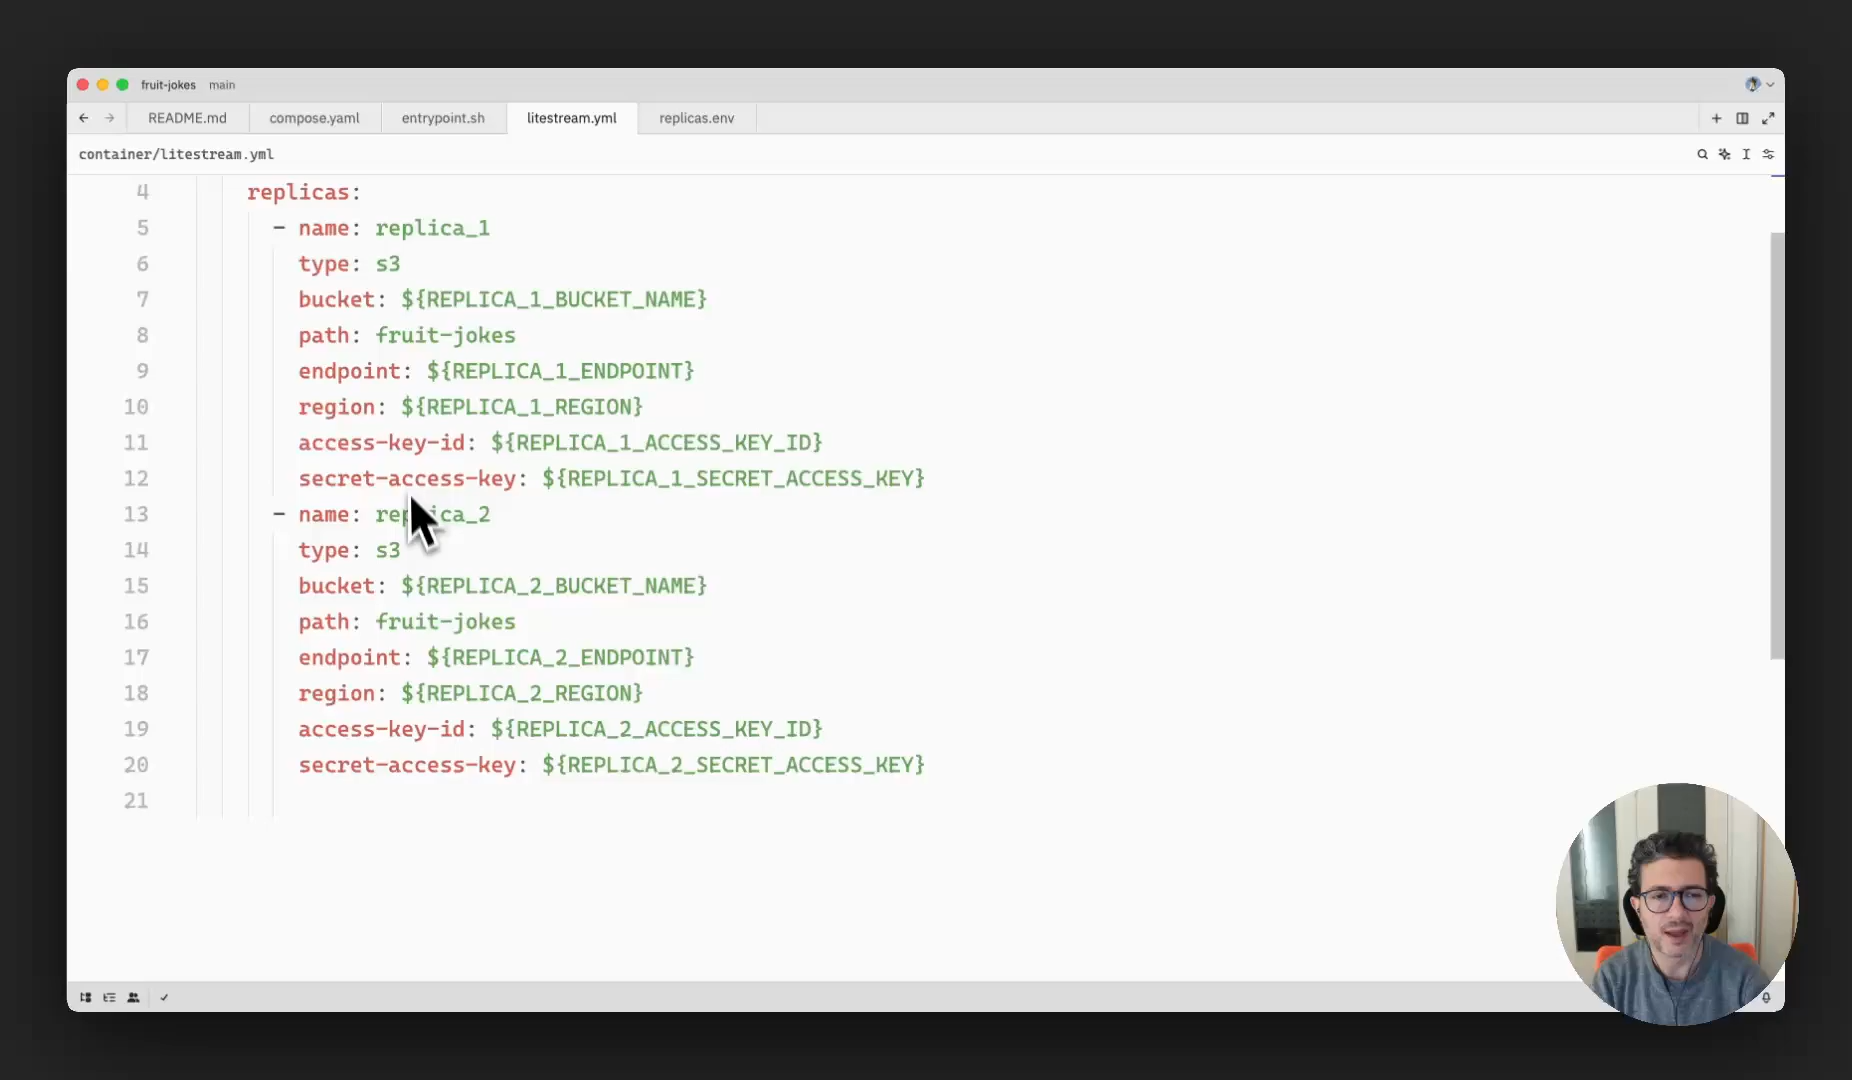 fruit-jokes main
README.md compose.yaml entrypoint.sh litestream.yml replicas.env
container/litestream.yml
4 replicas:
5 - name: replica_1
6 type: s3
7 bucket: ${REPLICA_1_BUCKET_NAME}
8 path: fruit-jokes
9 endpoint: ${REPLICA_1_ENDPOINT}
10 region: ${REPLICA_1_REGION}
11 access-key-id: ${REPLICA_1_ACCESS_KEY_ID}
12 secret-access-key: ${REPLICA_1_SECRET_ACCESS_KEY}
13 - name: replica_2
14 type: s3
15 bucket: ${REPLICA_2_BUCKET_NAME}
16 path: fruit-jokes
17 endpoint: ${REPLICA_2_ENDPOINT}
18 region: ${REPLICA_2_REGION}
19 access-key-id: ${REPLICA_2_ACCESS_KEY_ID}
20 secret-access-key: ${REPLICA_2_SECRET_ACCESS_KEY}
21